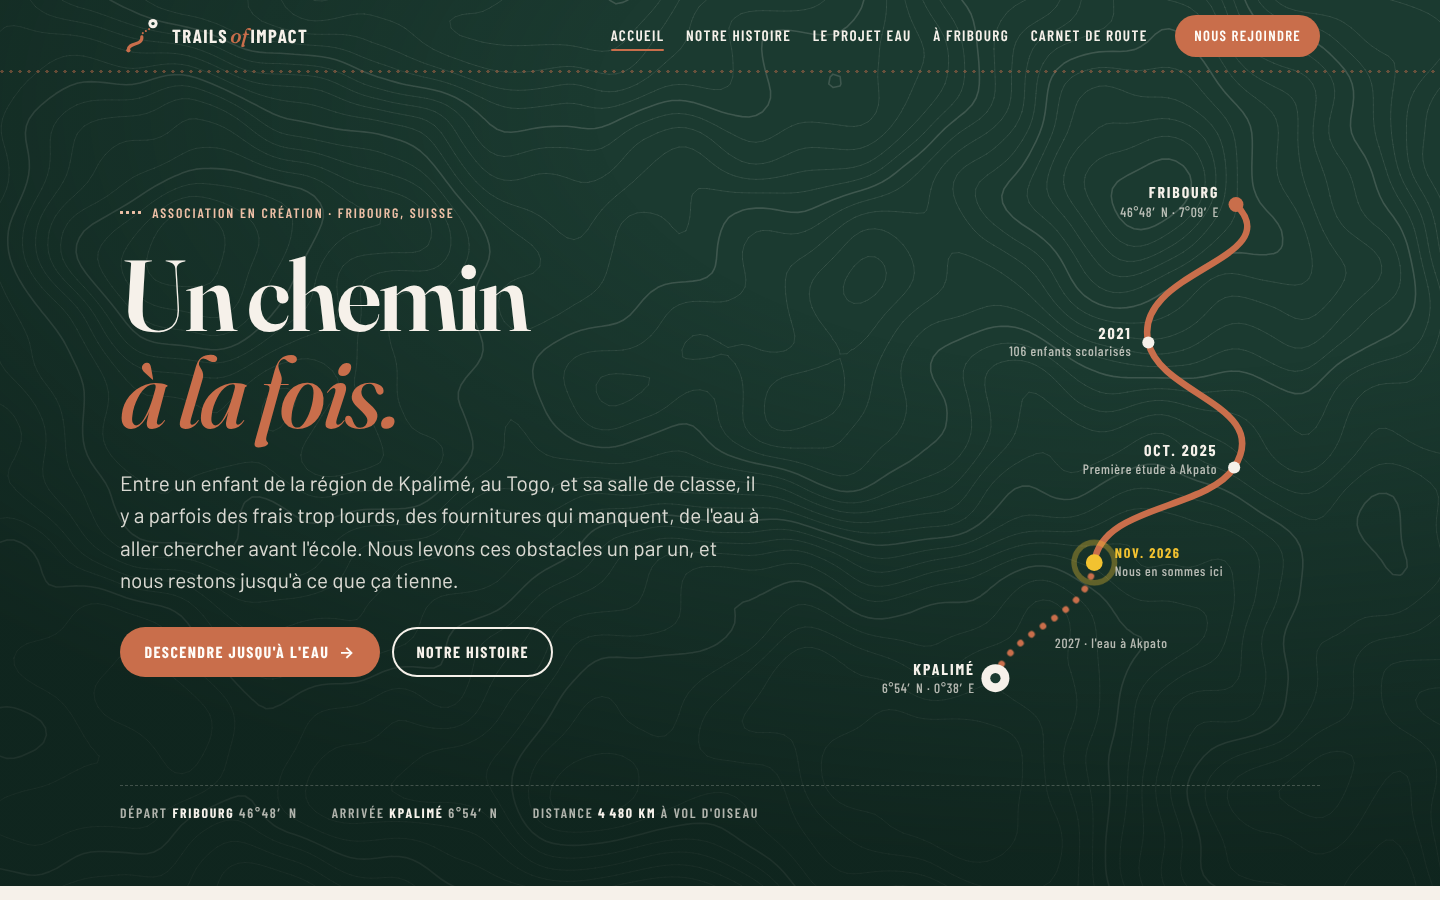 TRAILS of IMPACT
ACCUEIL
NOTRE HISTOIRE
LE PROJET EAU
À FRIBOURG
CARNET DE ROUTE
NOUS REJOINDRE
ASSOCIATION EN CRÉATION · FRIBOURG, SUISSE
Un chemin
à la fois.
Entre un enfant de la région de Kpalimé, au Togo, et sa salle de classe, il
y a parfois des frais trop lourds, des fournitures qui manquent, de l'eau à
aller chercher avant l'école. Nous levons ces obstacles un par un, et
nous restons jusqu'à ce que ça tienne.
DESCENDRE JUSQU'À L'EAU →
NOTRE HISTOIRE
FRIBOURG
46°48′ N · 7°09′ E
2021
106 enfants scolarisés
OCT. 2025
Première étude à Akpato
NOV. 2026
Nous en sommes ici
2027 · l'eau à Akpato
KPALIMÉ
6°54′ N · 0°38′ E
DÉPART FRIBOURG 46°48′ N
ARRIVÉE KPALIMÉ 6°54′ N
DISTANCE 4 480 KM À VOL D'OISEAU